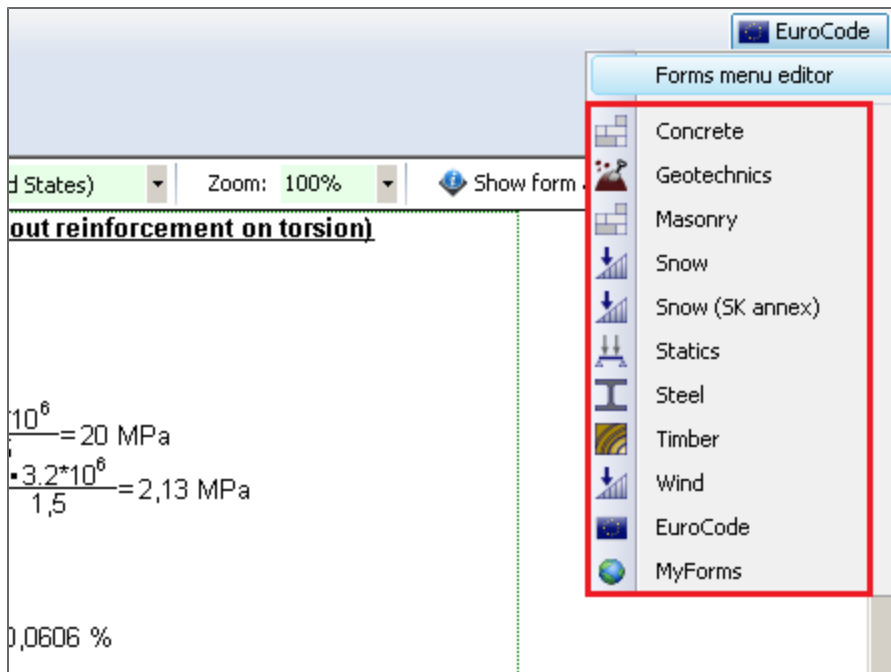 EuroCode
Forms menu editor
Concrete
d States) Zoom: 100% Show form
Geotechnics
Masonry
out reinforcement on torsion)
Snow
Snow (SK annex)
Statics
Steel
*10⁶
=20 MPa
Timber
▪3.2*10⁶
1,5
=2,13 MPa
Wind
EuroCode
MyForms
0,0606 %